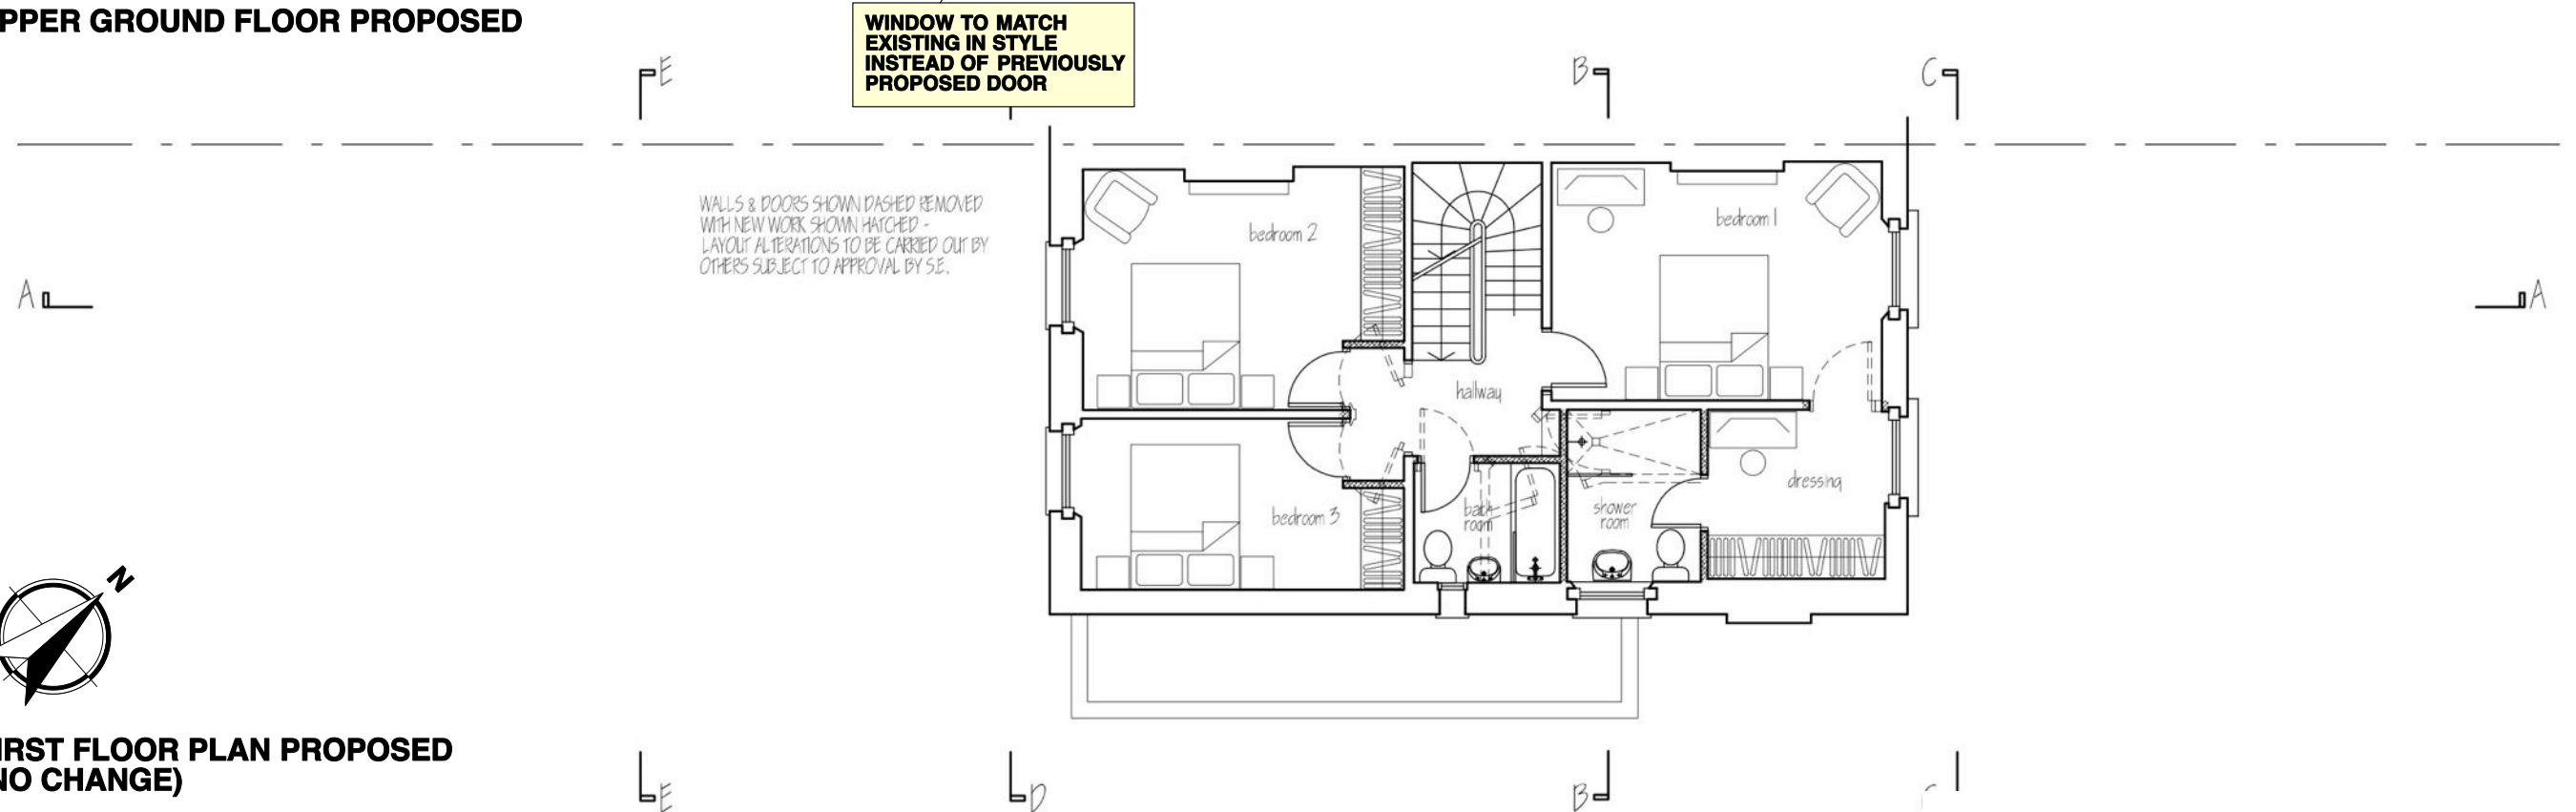 PPER GROUND FLOOR PROPOSED
WINDOW TO MATCH
EXISTING IN STYLE
INSTEAD OF PREVIOUSLY
PROPOSED DOOR
E
B
C
WALLS & DOORS SHOWN DASHED REMOVED
WITH NEW WORK SHOWN HATCHED -
LAYOUT ALTERATIONS TO BE CARRIED OUT BY
OTHERS SUBJECT TO APPROVAL BY S.E.
bedroom 2
bedroom 1
A
A
hallway
bedroom 3
bath
room
shower
room
dressing
N
IRST FLOOR PLAN PROPOSED
NO CHANGE)
E
D
B